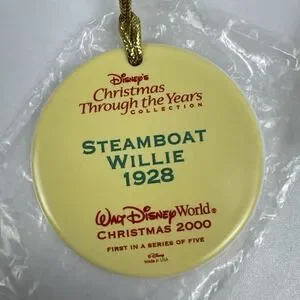 Disney's
Christmas
Through the Years
COLLECTION
STEAMBOAT
WILLIE
1928
Walt Disney World®
CHRISTMAS 2000
FIRST IN A SERIES OF FIVE
©Disney
Made in USA